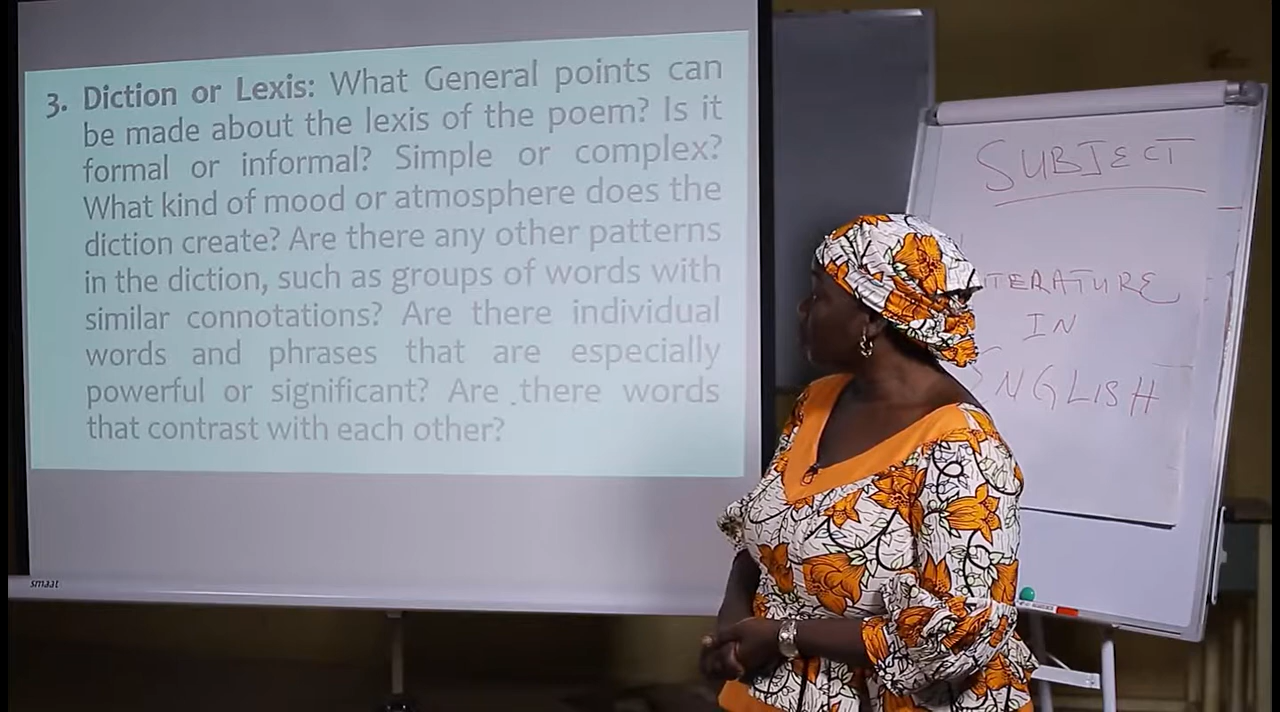 3. Diction or Lexis: What General points can
be made about the lexis of the poem? Is it
formal or informal? Simple or complex?
What kind of mood or atmosphere does the
diction create? Are there any other patterns
in the diction, such as groups of words with
similar connotations? Are there individual
words and phrases that are especially
powerful or significant? Are there words
that contrast with each other?
smaat
SUBJECT
TERATURE
IN
NGLISH